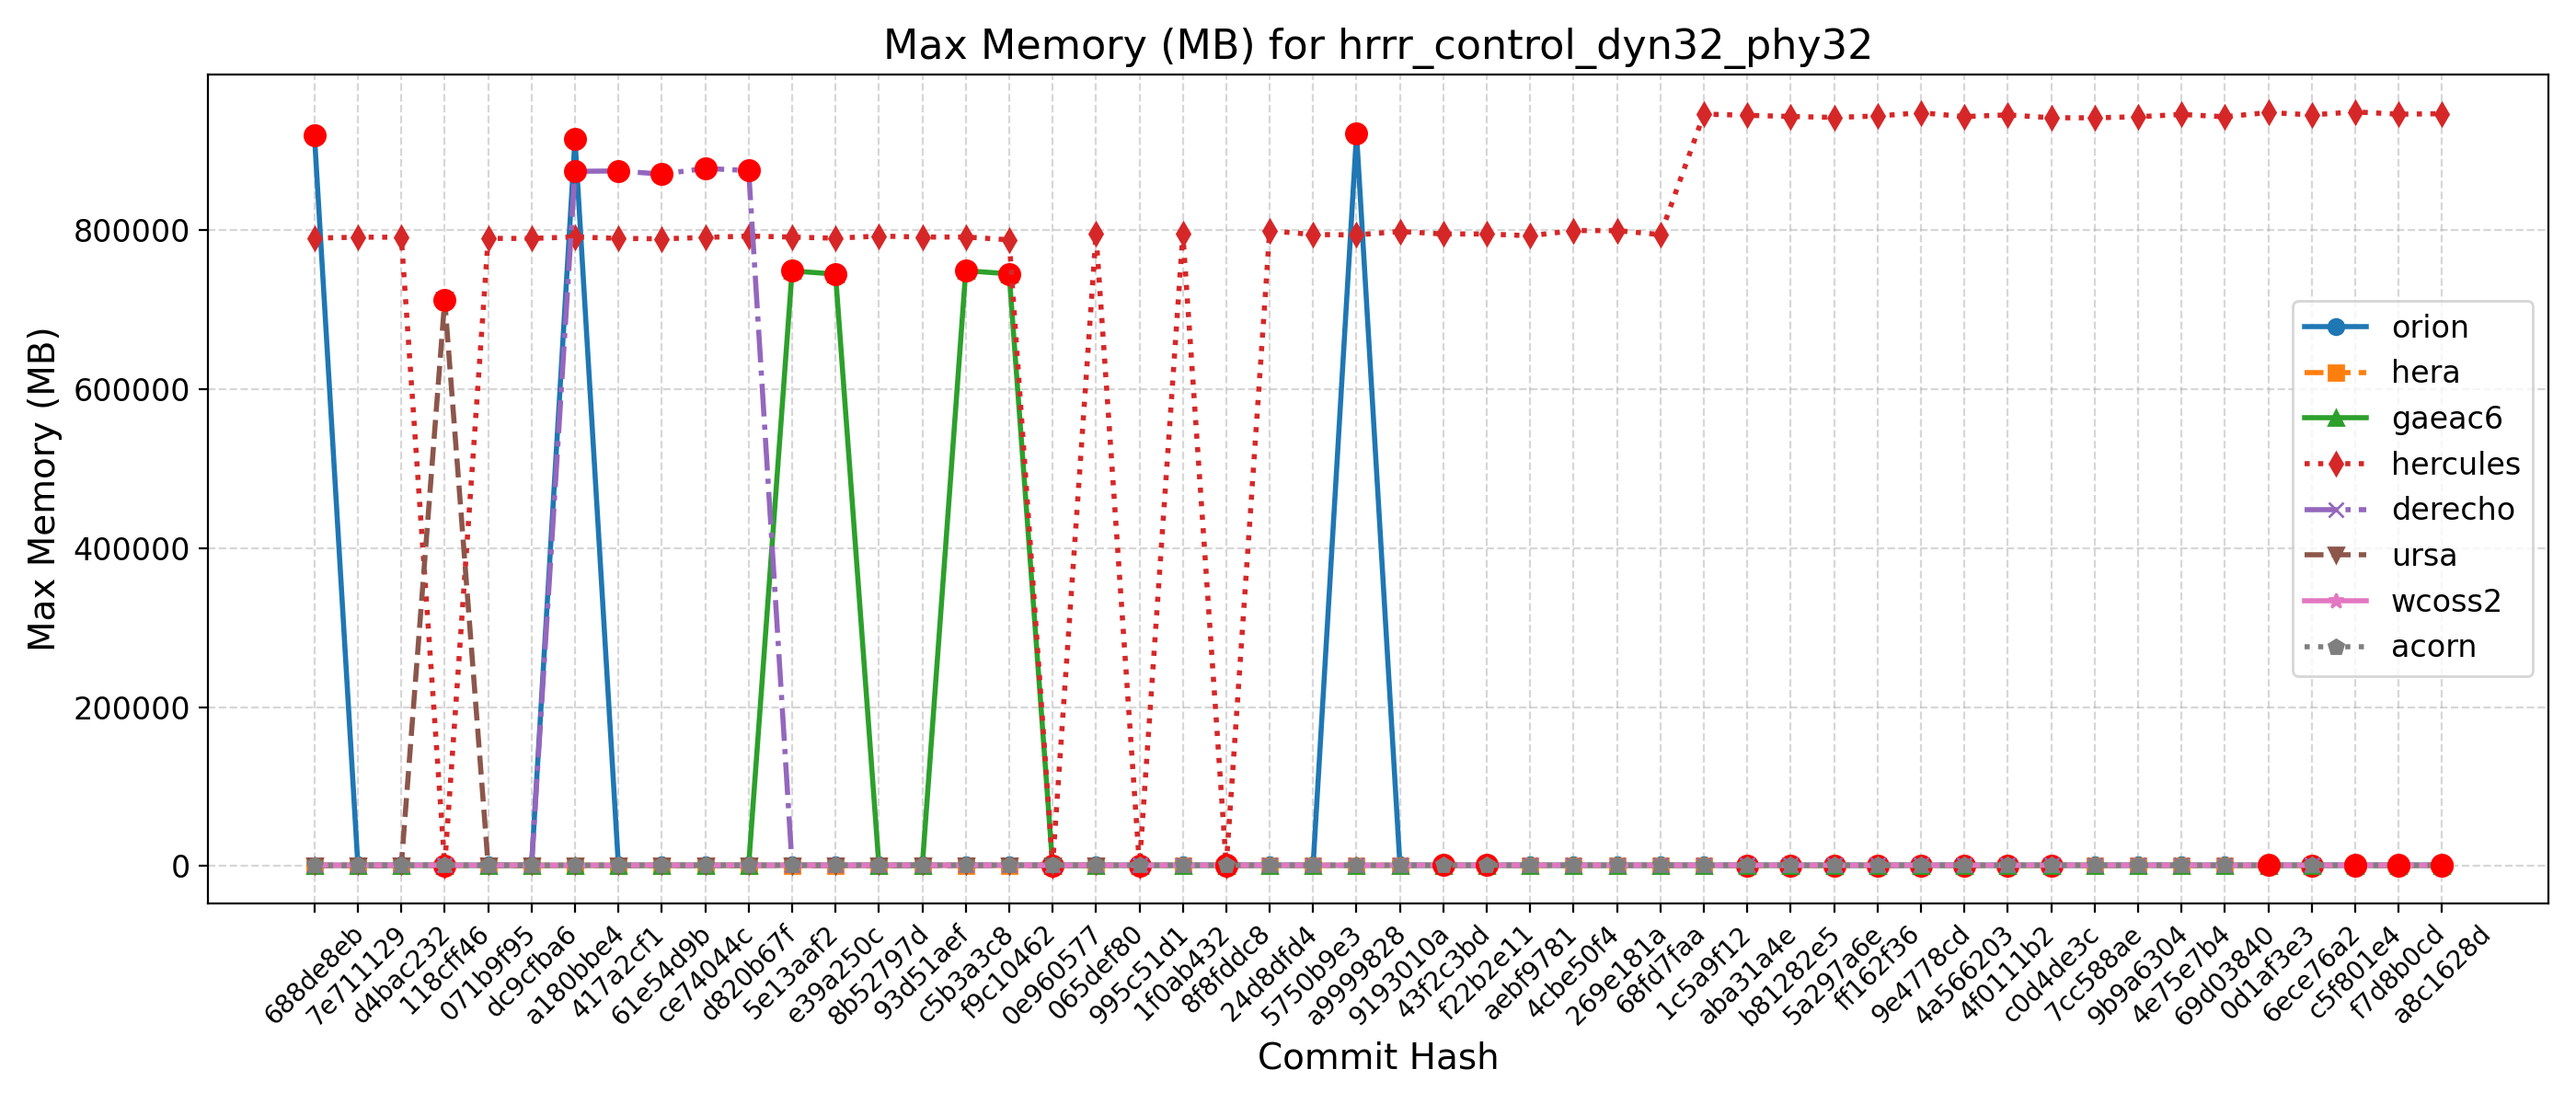 Max Memory (MB) for hrrr_control_dyn32_phy32
Max Memory (MB)
800000
600000
400000
200000
0
orion
hera
gaeac6
hercules
derecho
ursa
wcoss2
acorn
688de8eb
7e711129
d4bac232
118cff46
071b9f95
dc9cfba6
a180bbe4
417a2cf1
61e54d9b
ce74044c
d820b67f
5e13aaf2
e39a250c
8b52797d
93d51aef
c5b3a3c8
f9c10462
0e960577
065def80
995c51d1
1f0ab432
8f8fddc8
24d8dfd4
5750b9e3
a9999828
9193010a
43f2c3bd
f22b2e11
aebf9781
4cbe50f4
269e181a
68fd7faa
1c5a9f12
aba31a4e
b81282e5
5a297a6e
ff162f36
9e4778cd
4a566203
4f0111b2
c0d4de3c
7cc588ae
9b9a6304
4e75e7b4
69d03840
0d1af3e3
6ece76a2
c5f801e4
f7d8b0cd
a8c1628d
Commit Hash